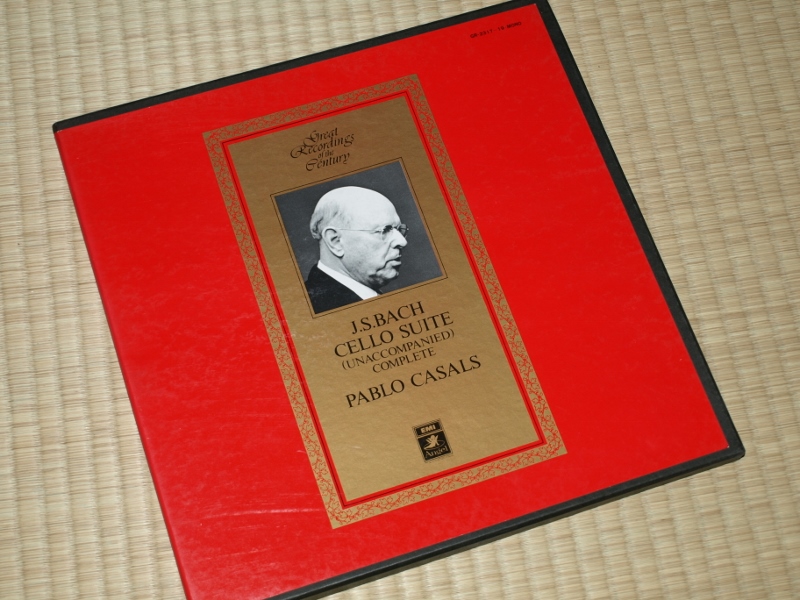 Great
Recordings
of the
Century
J.S.BACH
CELLO SUITE
(UNACCOMPANIED)
COMPLETE
PABLO CASALS
EMI
Angel